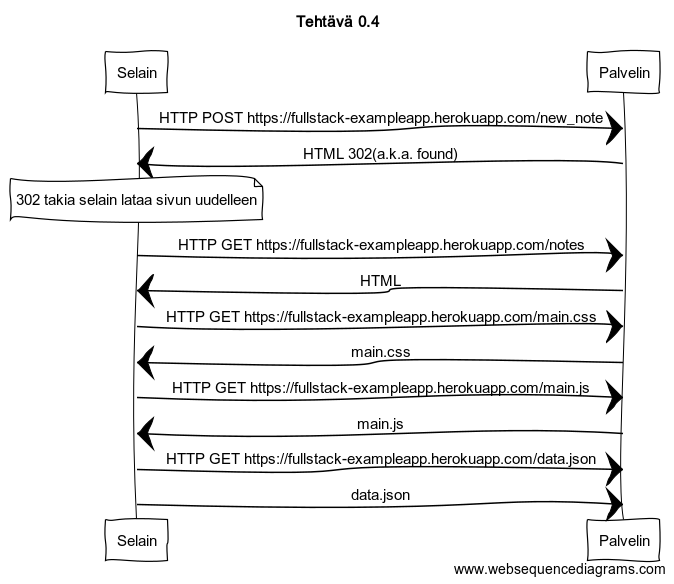 Tehtävä 0.4
Selain
Palvelin
HTTP POST https://fullstack-exampleapp.herokuapp.com/new_note
HTML 302(a.k.a. found)
302 takia selain lataa sivun uudelleen
HTTP GET https://fullstack-exampleapp.herokuapp.com/notes
HTML
HTTP GET https://fullstack-exampleapp.herokuapp.com/main.css
main.css
HTTP GET https://fullstack-exampleapp.herokuapp.com/main.js
main.js
HTTP GET https://fullstack-exampleapp.herokuapp.com/data.json
data.json
Selain
Palvelin
www.websequencediagrams.com